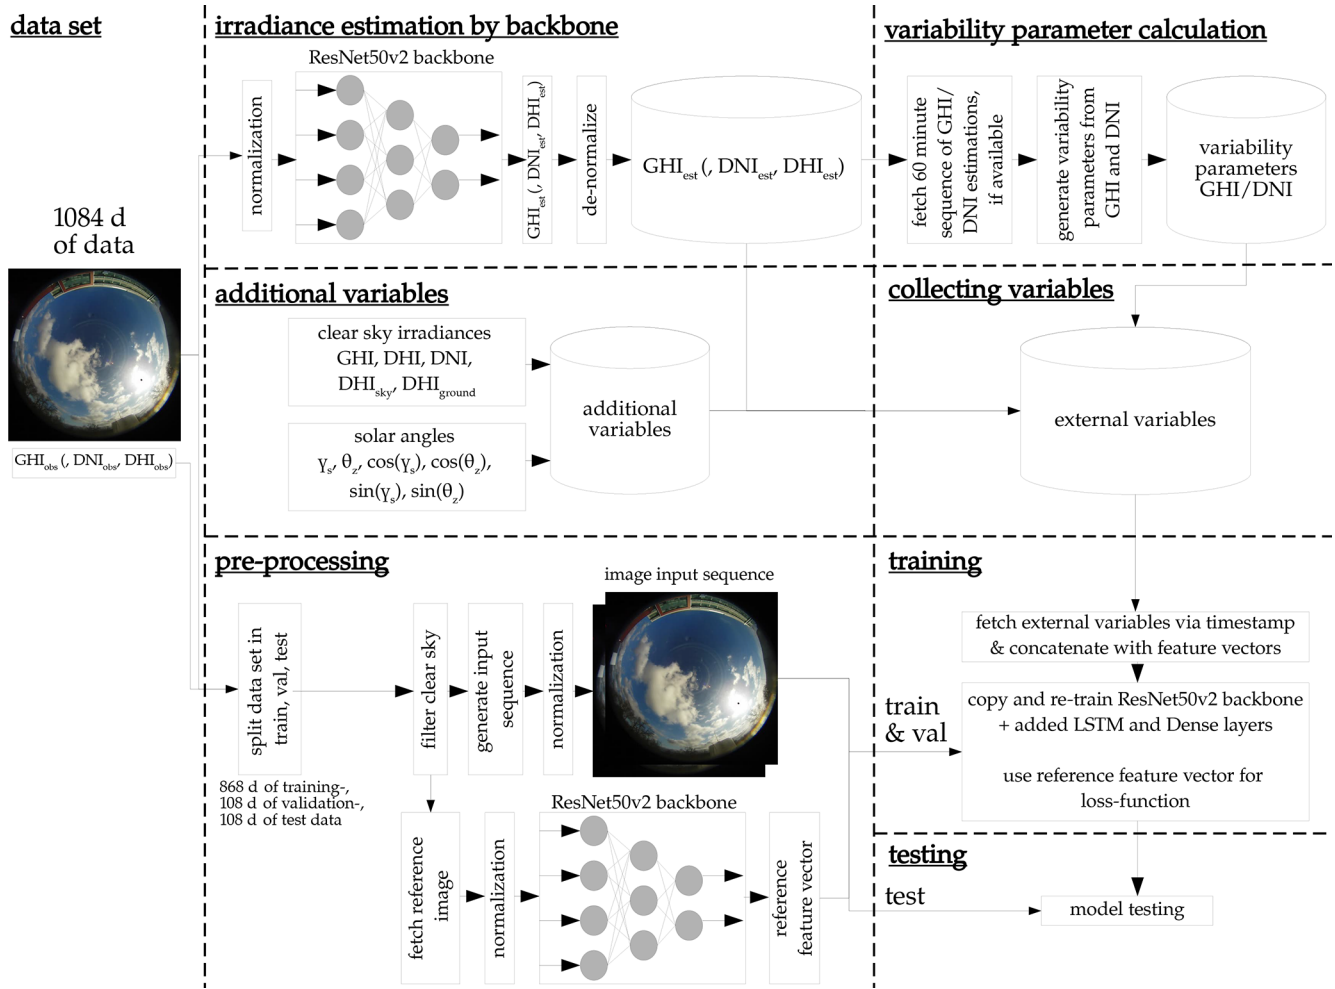 data set
1084 d
of data
GHIobs (, DNIobs, DHIobs)
irradiance estimation by backbone
ResNet50v2 backbone
normalization
GHIest (, DNIest, DHIest)
de-normalize
GHIest (, DNIest, DHIest)
variability parameter calculation
fetch 60 minute
sequence of GHI/
DNI estimations,
if available
generate variability
parameters from
GHI and DNI
variability
parameters
GHI/DNI
additional variables
clear sky irradiances
GHI, DHI, DNI,
DHIsky, DHIground
solar angles
γs, θz, cos(γs), cos(θz),
sin(γs), sin(θz)
additional
variables
collecting variables
external variables
pre-processing
split data set in
train, val, test
868 d of training-,
108 d of validation-,
108 d of test data
filter clear sky
generate input
sequence
normalization
image input sequence
fetch reference
image
normalization
ResNet50v2 backbone
reference
feature vector
training
fetch external variables via timestamp
& concatenate with feature vectors
train
& val
copy and re-train ResNet50v2 backbone
+ added LSTM and Dense layers
use reference feature vector for
loss-function
testing
test
model testing